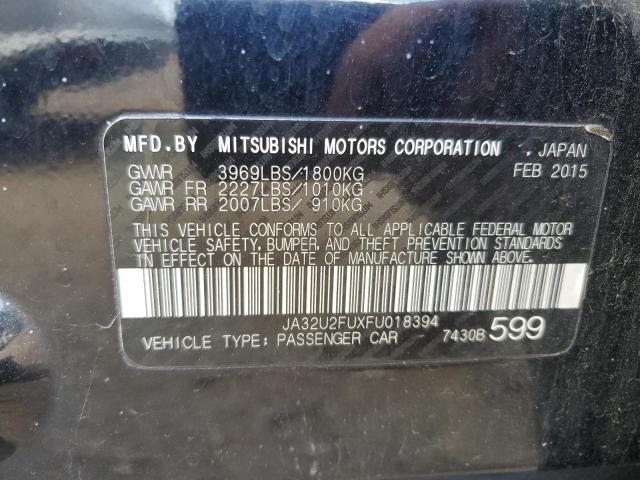 MFD.BY MITSUBISHI MOTORS CORPORATION , JAPAN
GVWR 3969LBS/1800KG FEB 2015
GAWR FR 2227LBS/1010KG
GAWR RR 2007LBS/ 910KG
THIS VEHICLE CONFORMS TO ALL APPLICABLE FEDERAL MOTOR
VEHICLE SAFETY, BUMPER, AND THEFT PREVENTION STANDARDS
IN EFFECT ON THE DATE OF MANUFACTURE SHOWN ABOVE.
JA32U2FUXFU018394
VEHICLE TYPE: PASSENGER CAR 7430B 599